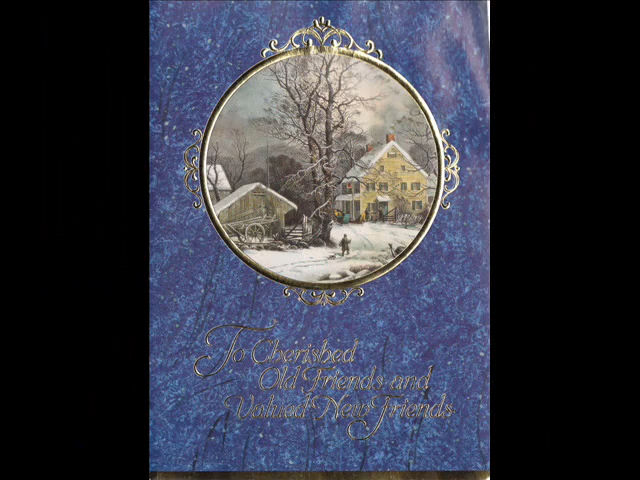 To Cherished
Old Friends and
Valued New Friends